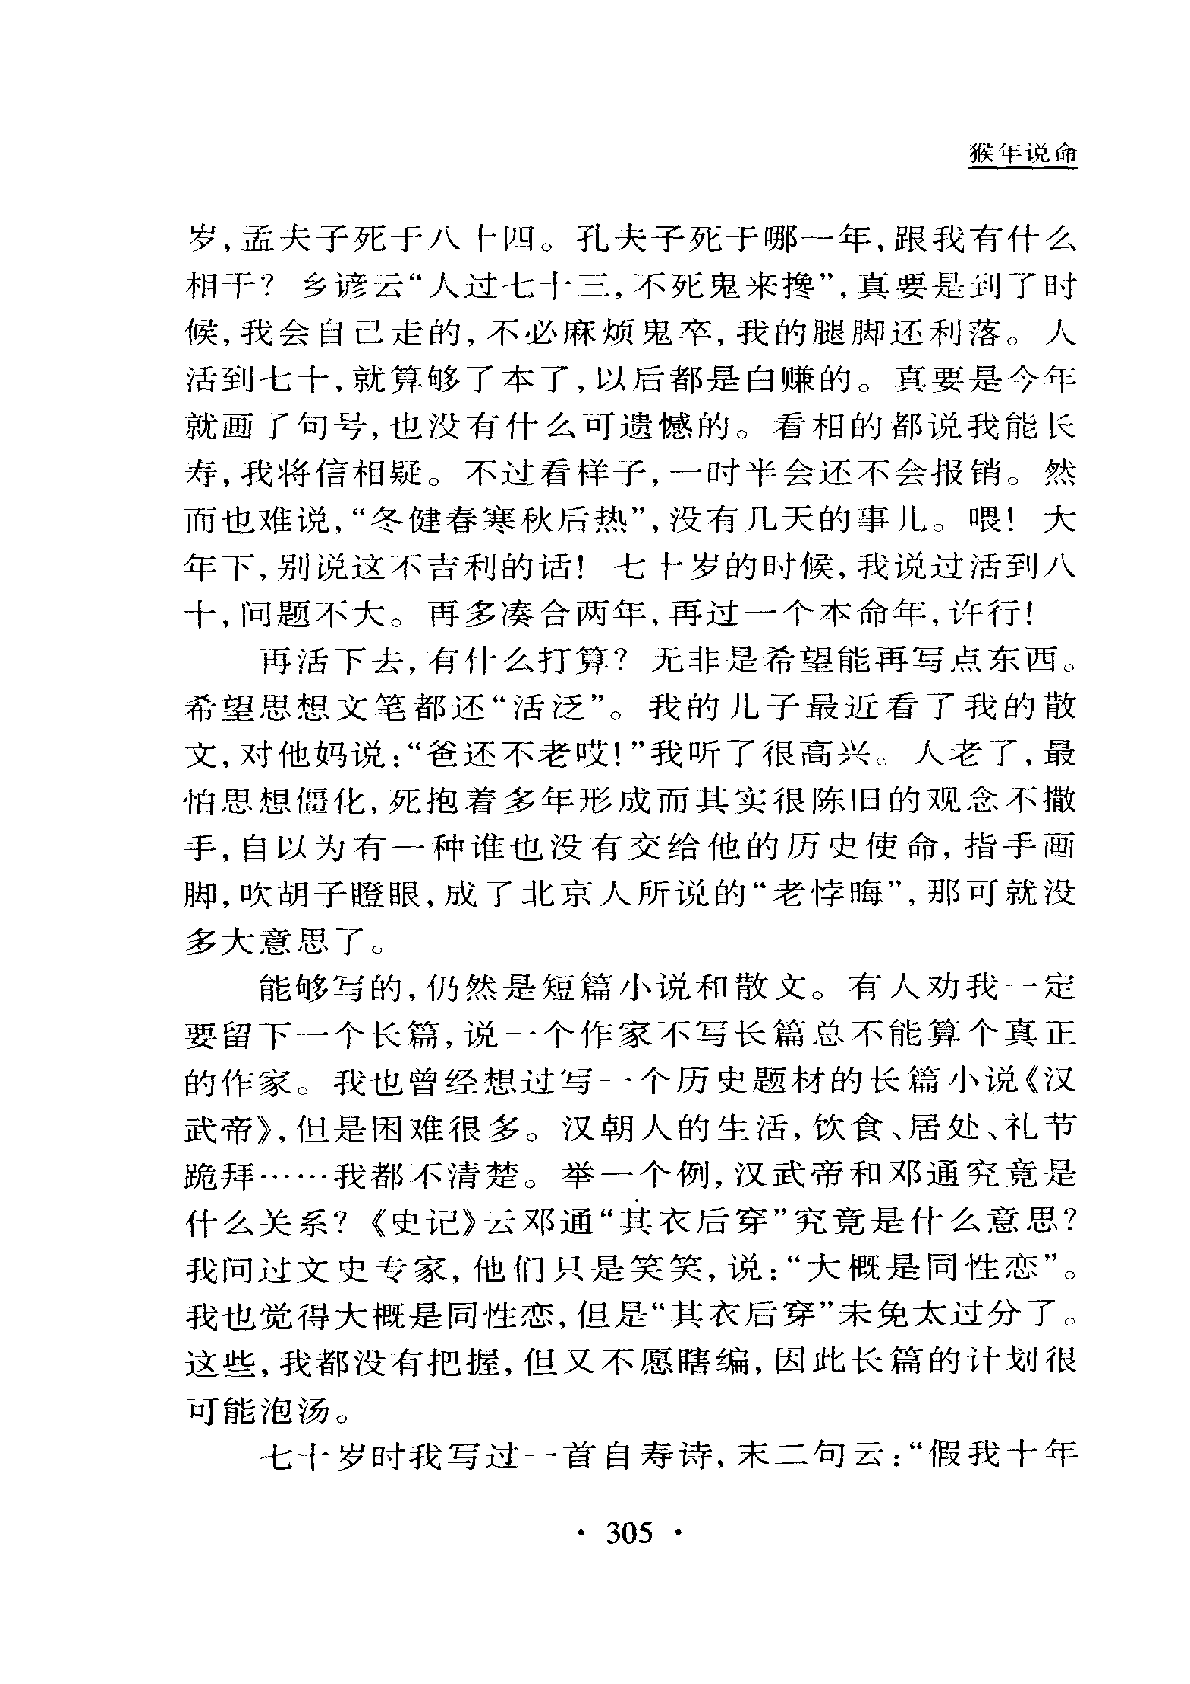 猴年说命
岁,孟夫子死于八十四。孔夫子死于哪一年,跟我有什么
相干? 乡谚云“人过七十三,不死鬼来搀”,真要是到了时
候,我会自己走的,不必麻烦鬼卒,我的腿脚还利落。人
活到七十,就算够了本了,以后都是白赚的。真要是今年
就画了句号,也没有什么可遗憾的。看相的都说我能长
寿,我将信相疑。不过看样子,一时半会还不会报销。然
而也难说,“冬健春寒秋后热”,没有几天的事儿。喂! 大
年下,别说这不吉利的话! 七十岁的时候,我说过活到八
十,问题不大。再多凑合两年,再过一个本命年,许行!
再活下去,有什么打算? 无非是希望能再写点东西。
希望思想文笔都还“活泛”。我的儿子最近看了我的散
文,对他妈说:“爸还不老哎!”我听了很高兴。人老了,最
怕思想僵化,死抱着多年形成而其实很陈旧的观念不撒
手,自以为有一种谁也没有交给他的历史使命,指手画
脚,吹胡子瞪眼,成了北京人所说的“老悖晦”,那可就没
多大意思了。
能够写的,仍然是短篇小说和散文。有人劝我一定
要留下一个长篇,说一个作家不写长篇总不能算个真正
的作家。我也曾经想过写一个历史题材的长篇小说《汉
武帝》,但是困难很多。汉朝人的生活,饮食、居处、礼节
跪拜……我都不清楚。举一个例,汉武帝和邓通究竟是
什么关系?《史记》云邓通“其衣后穿”究竟是什么意思?
我问过文史专家,他们只是笑笑,说:“大概是同性恋”。
我也觉得大概是同性恋,但是“其衣后穿”未免太过分了。
这些,我都没有把握,但又不愿瞎编,因此长篇的计划很
可能泡汤。
七十岁时我写过一首自寿诗,末二句云:“假我十年
· 305 ·